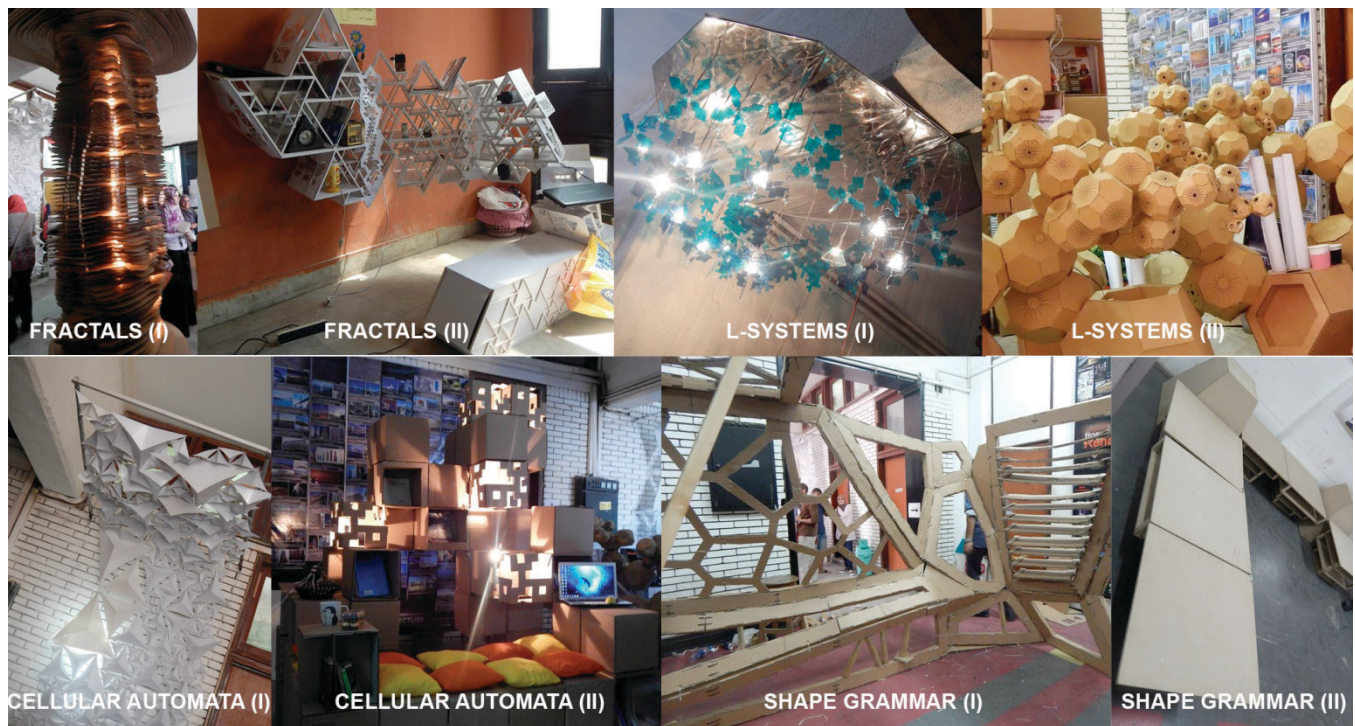 FRACTALS (I)
FRACTALS (II)
L-SYSTEMS (I)
L-SYSTEMS (II)
CELLULAR AUTOMATA (I)
CELLULAR AUTOMATA (II)
SHAPE GRAMMAR (I)
SHAPE GRAMMAR (II)